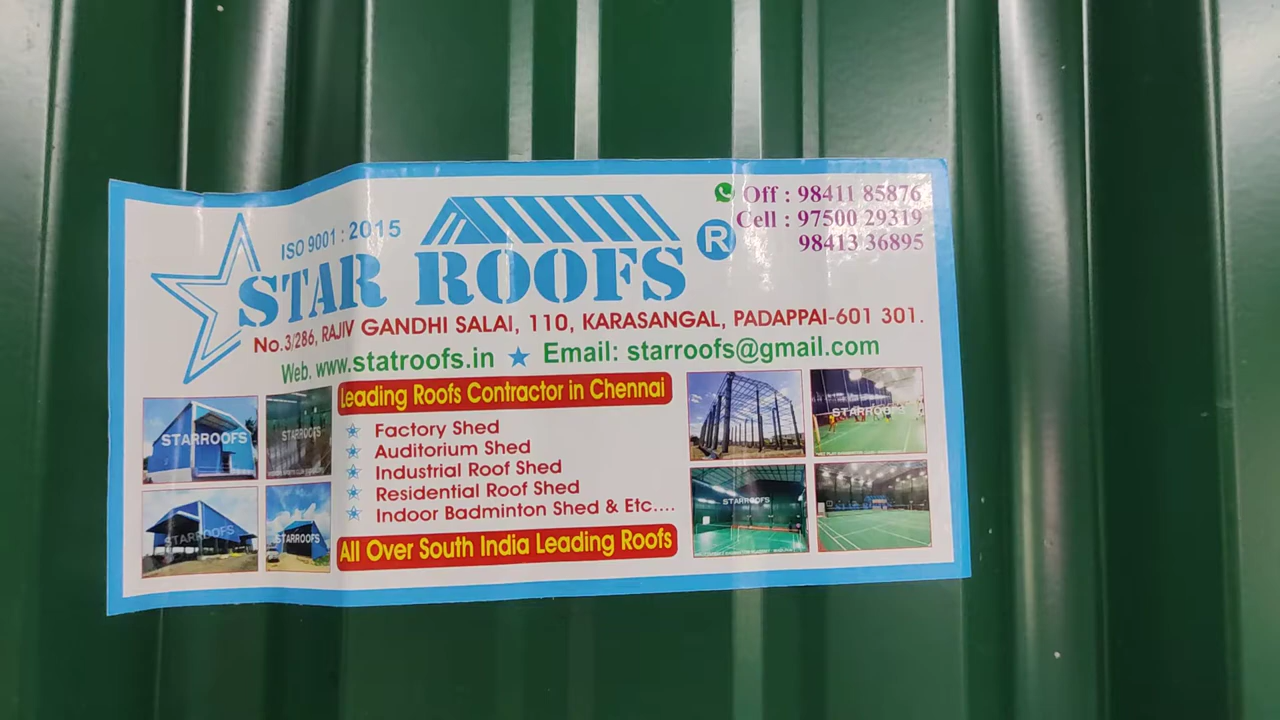 Off : 98411 85876
Cell : 97500 29319
98413 36895
ISO 9001 : 2015
STAR ROOFS ®
No.3/286, RAJIV GANDHI SALAI, 110, KARASANGAL, PADAPPAI-601 301.
Web. www.statroofs.in ★ Email: starroofs@gmail.com
Leading Roofs Contractor in Chennai
Factory Shed
Auditorium Shed
Industrial Roof Shed
Residential Roof Shed
Indoor Badminton Shed & Etc....
All Over South India Leading Roofs
STARROOFS
STARROOFS
STARROOFS
STARROOFS
STARROOFS
STARROOFS